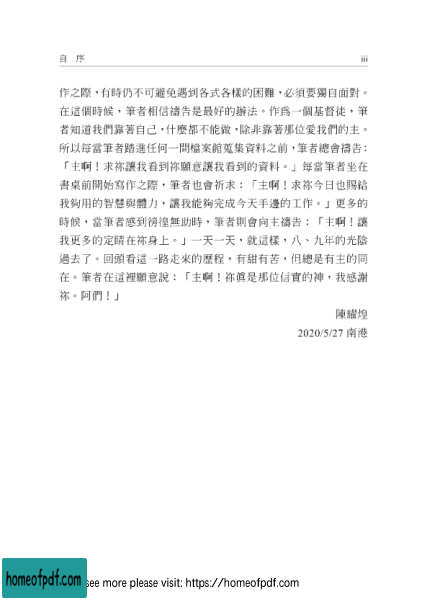 自　序	iii
作之際，有時仍不可避免遇到各式各樣的困難，必須要獨自面對。
在這個時候，筆者相信禱告是最好的辦法。作爲一個基督徒，筆
者知道我們靠著自己，什麼都不能做，除非靠著那位愛我們的主。
所以每當筆者踏進任何一間檔案館蒐集資料之前，筆者總會禱告：
「主啊！求祢讓我看到祢願意讓我看到的資料。」每當筆者坐在
書桌前開始寫作之際，筆者也會祈求：「主啊！求祢今日也賜給
我夠用的智慧與體力，讓我能夠完成今天手邊的工作。」更多的
時候，當筆者感到徬徨無助時，筆者則會向主禱告：「主啊！讓
我更多的定睛在祢身上。」一天一天，就這樣，八、九年的光陰
過去了。回頭看這一路走來的歷程，有甜有苦，但總是有主的同
在。筆者在這裡願意說：「主啊！祢眞是那位信實的神，我感謝
祢。阿們！」
陳耀煌
2020/5/27 南港
homeofpdf.com
see more please visit: https://homeofpdf.com